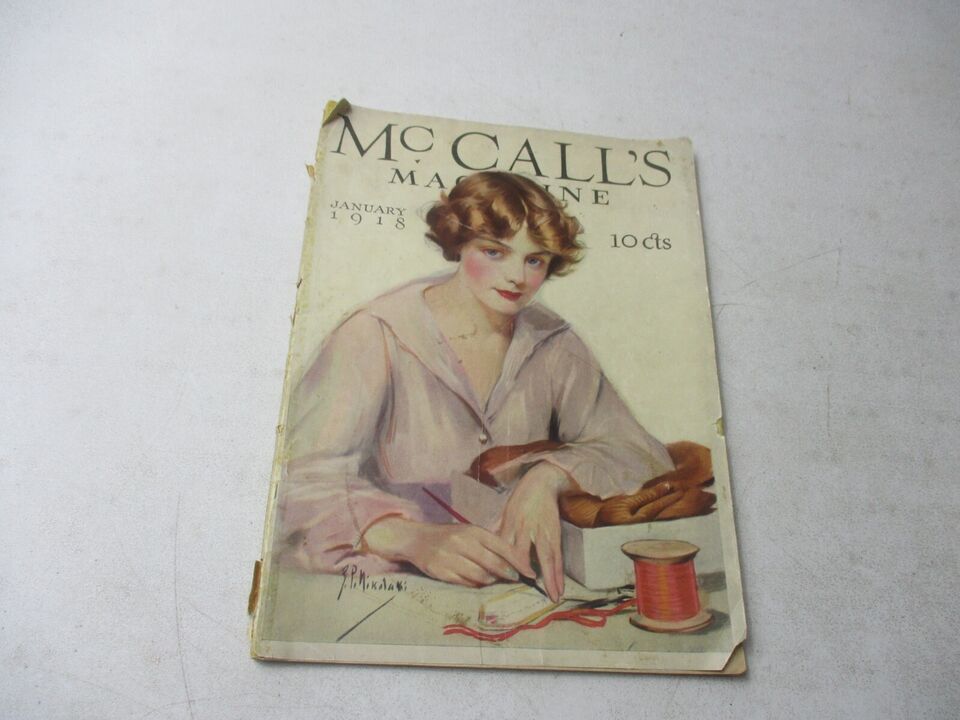 McCALL'S
MAGAZINE
JANUARY
1918
10 cts